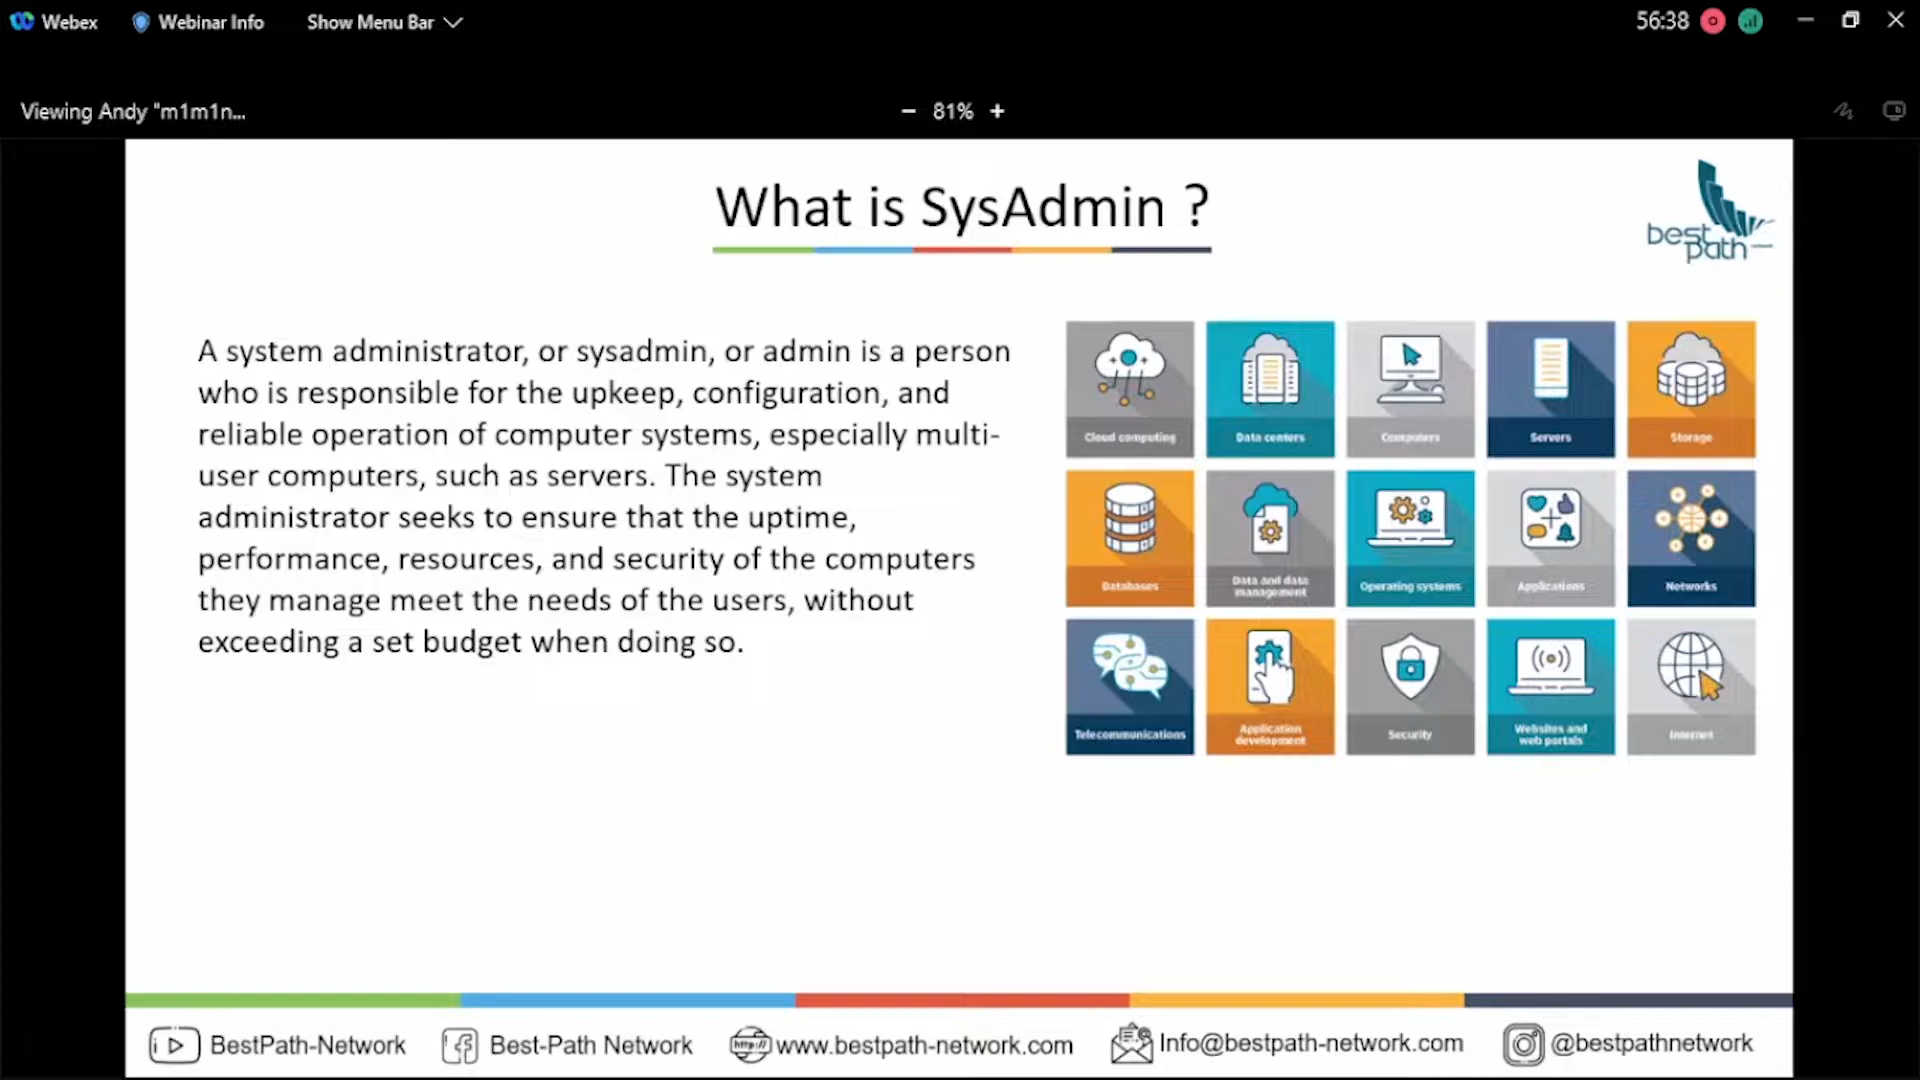 Webex
Webinar Info
Show Menu Bar
56:38
Viewing Andy "m1m1n...
81%
What is SysAdmin ?
best
path
A system administrator, or sysadmin, or admin is a person
who is responsible for the upkeep, configuration, and
reliable operation of computer systems, especially multi-
user computers, such as servers. The system
administrator seeks to ensure that the uptime,
performance, resources, and security of the computers
they manage meet the needs of the users, without
exceeding a set budget when doing so.
Cloud computing
Data centers
Computers
Servers
Storage
Databases
Data and data
management
Operating systems
Applications
Networks
Telecommunications
Application
development
Security
Websites and
web portals
Internet
BestPath-Network
Best-Path Network
http://
www.bestpath-network.com
Info@bestpath-network.com
@bestpathnetwork